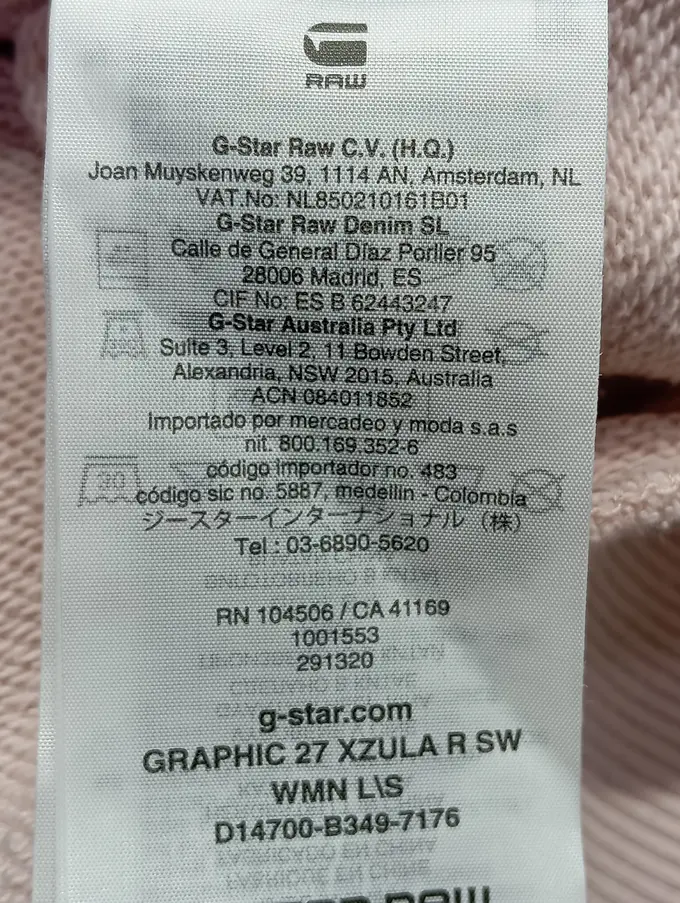 G
RAW
G-Star Raw C.V. (H.Q.)
Joan Muyskenweg 39, 1114 AN, Amsterdam, NL
VAT.No: NL850210161B01
G-Star Raw Denim SL
Calle de General Díaz Porlier 95
28006 Madrid, ES
CIF No: ES B 62443247
G-Star Australia Pty Ltd
Suite 3, Level 2, 11 Bowden Street,
Alexandria, NSW 2015, Australia
ACN 084011852
Importado por mercadeo y moda s.a.s
nit. 800.169.352-6
código importador no. 483
código sic no. 5887, medellin - Colombia
ジースターインターナショナル（株）
Tel : 03-6890-5620
RN 104506 / CA 41169
1001553
291320
g-star.com
GRAPHIC 27 XZULA R SW
WMN L\S
D14700-B349-7176